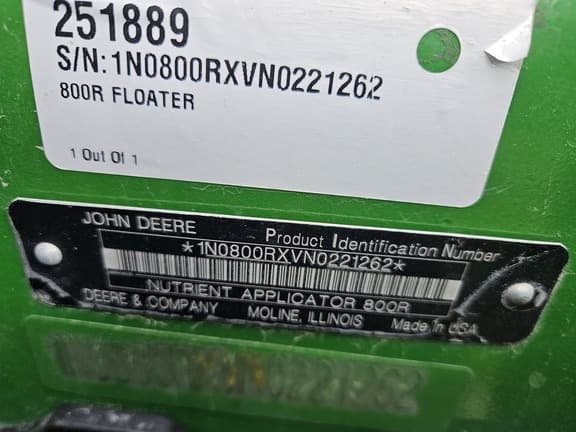 251889
S/N: 1N0800RXVN0221262
800R FLOATER
1 Out Of 1
JOHN DEERE
Product Identification Number
*1N0800RXVN0221262*
NUTRIENT APPLICATOR 800R
DEERE & COMPANY MOLINE, ILLINOIS Made in USA